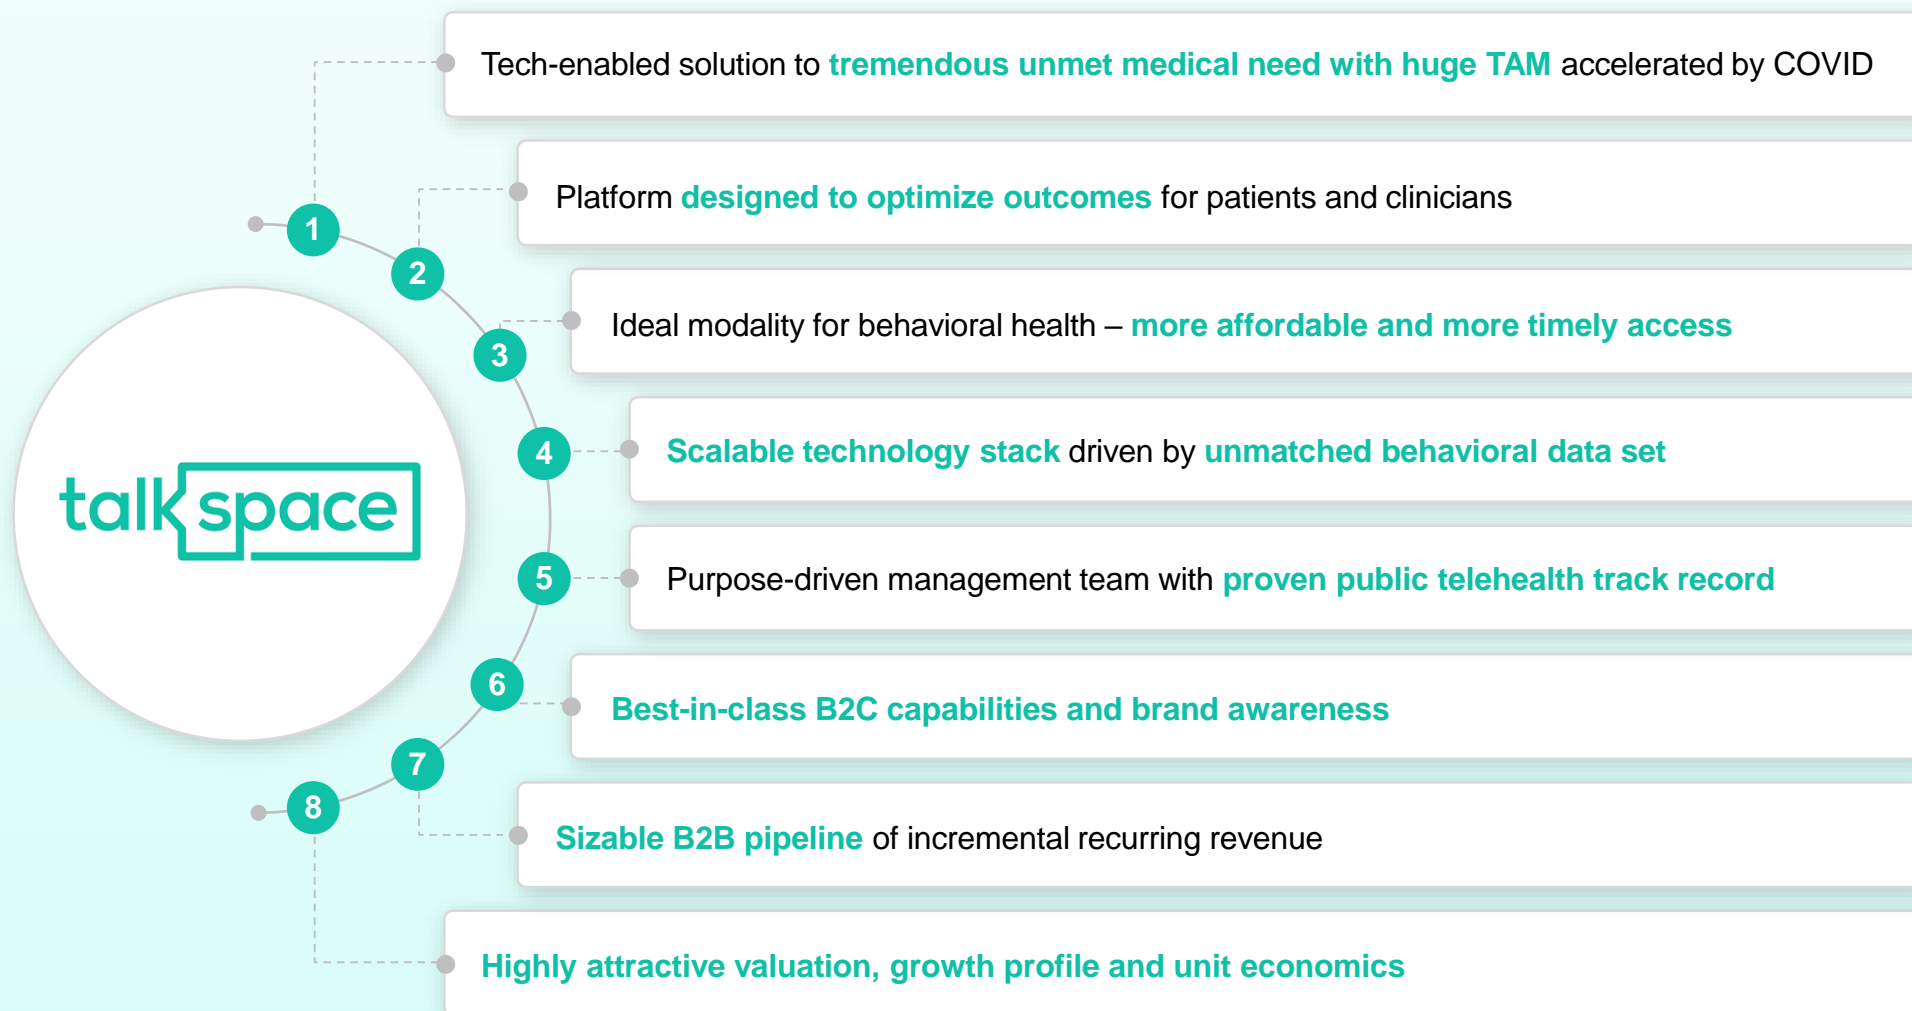 1
Tech-enabled solution to tremendous unmet medical need with huge TAM accelerated by COVID
2
Platform designed to optimize outcomes for patients and clinicians
3
Ideal modality for behavioral health – more affordable and more timely access
4
Scalable technology stack driven by unmatched behavioral data set
talkspace
5
Purpose-driven management team with proven public telehealth track record
6
Best-in-class B2C capabilities and brand awareness
7
Sizable B2B pipeline of incremental recurring revenue
8
Highly attractive valuation, growth profile and unit economics